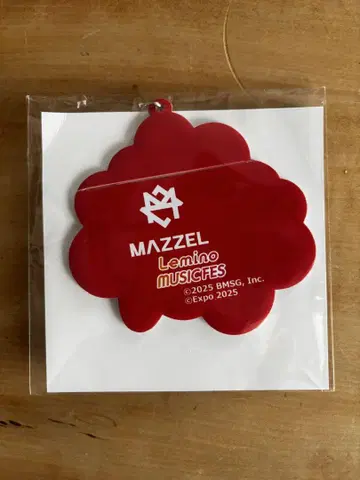 MAZZEL
Lemino
MUSICFES
©2025 BMSG, Inc.
©Expo 2025